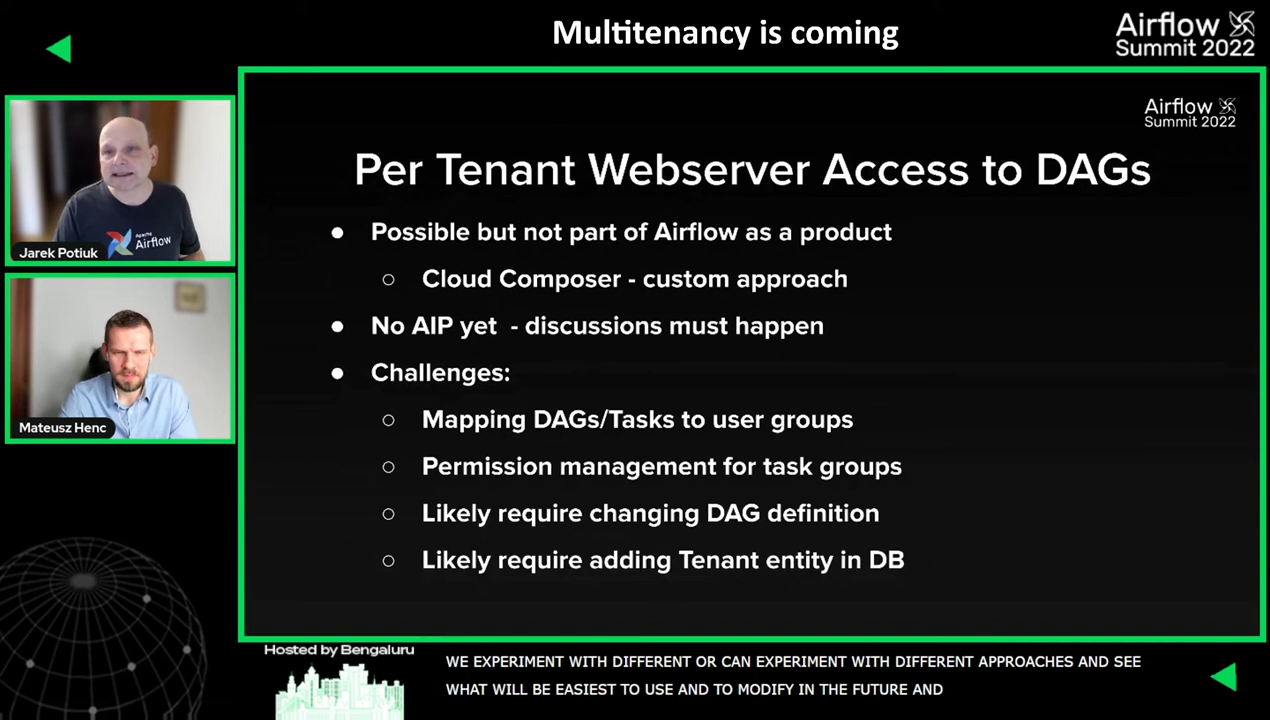 Multitenancy is coming
Airflow
Summit 2022
Airflow
Summit 2022
Per Tenant Webserver Access to DAGs
● Possible but not part of Airflow as a product
○ Cloud Composer - custom approach
● No AIP yet - discussions must happen
● Challenges:
○ Mapping DAGs/Tasks to user groups
○ Permission management for task groups
○ Likely require changing DAG definition
○ Likely require adding Tenant entity in DB
Apache
Airflow
Jarek Potiuk
Mateusz Henc
Hosted by Bengaluru
WE EXPERIMENT WITH DIFFERENT OR CAN EXPERIMENT WITH DIFFERENT APPROACHES AND SEE
WHAT WILL BE EASIEST TO USE AND TO MODIFY IN THE FUTURE AND